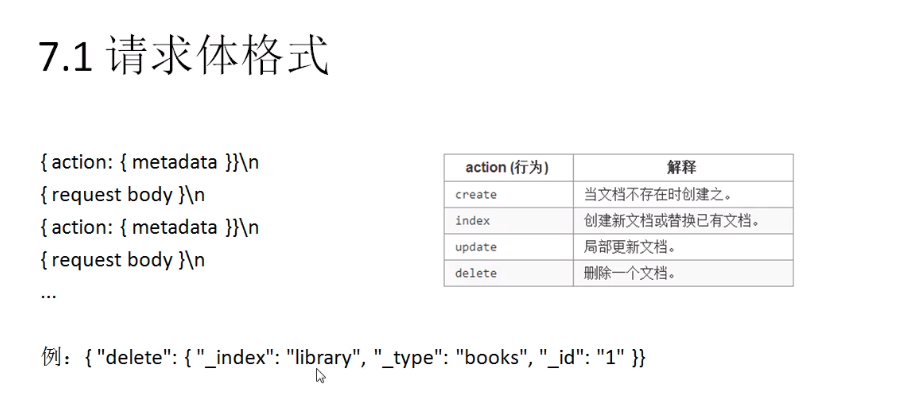 7.1 请求体格式
{ action: { metadata }}\n
{ request body }\n
{ action: { metadata }}\n
{ request body }\n
...
action (行为) 解释
create 当文档不存在时创建之。
index 创建新文档或替换已有文档。
update 局部更新文档。
delete 删除一个文档。
例：{ "delete": { "_index": "library", "_type": "books", "_id": "1" }}